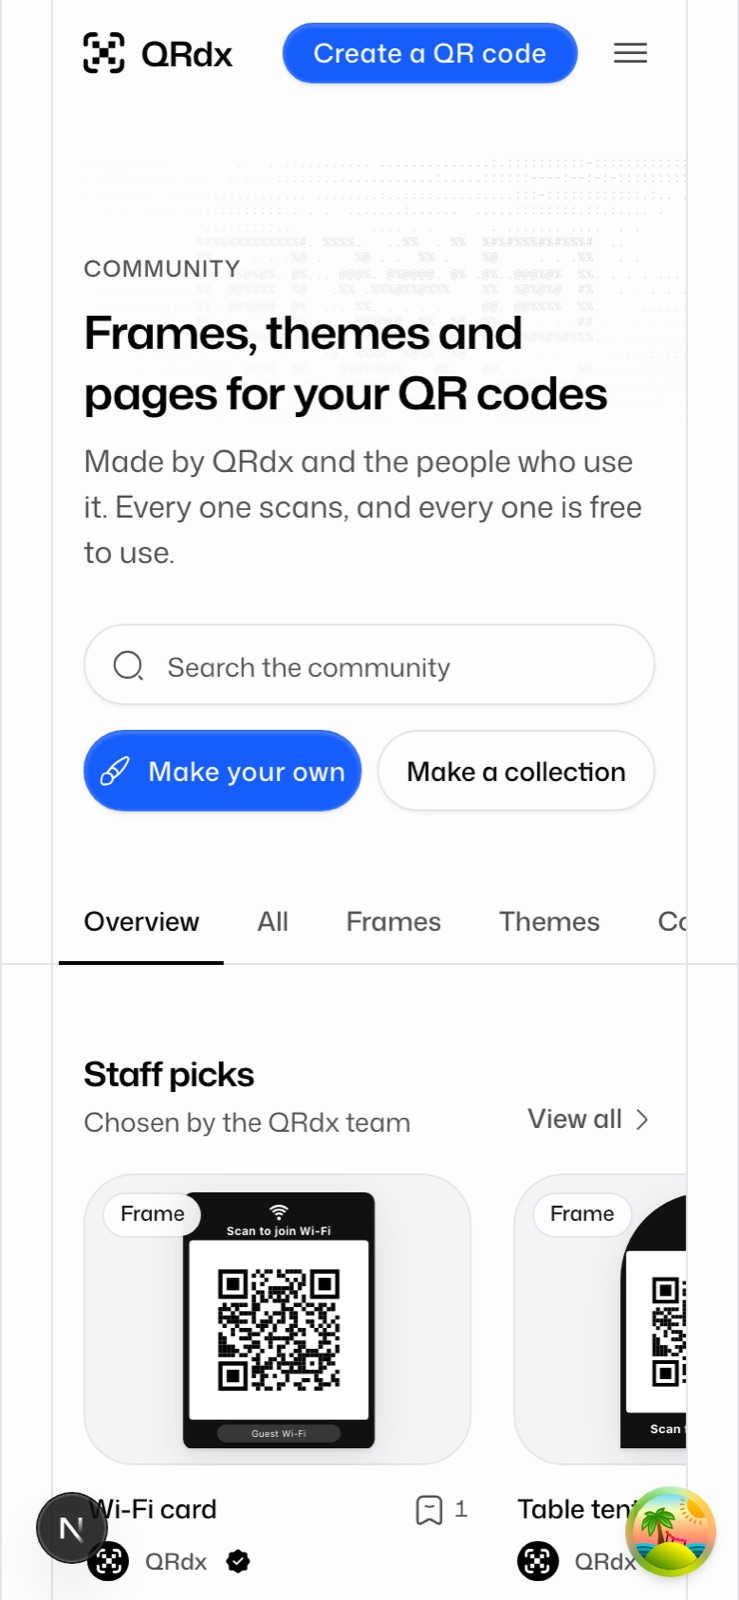 QRdx
Create a QR code
COMMUNITY
Frames, themes and
pages for your QR codes
Made by QRdx and the people who use
it. Every one scans, and every one is free
to use.
Search the community
Make your own
Make a collection
Overview
All
Frames
Themes
Staff picks
Chosen by the QRdx team
View all
Frame
Scan to join Wi-Fi
Guest Wi-Fi
Frame
Scan
Wi-Fi card
1
QRdx
Table tent
QRdx
N